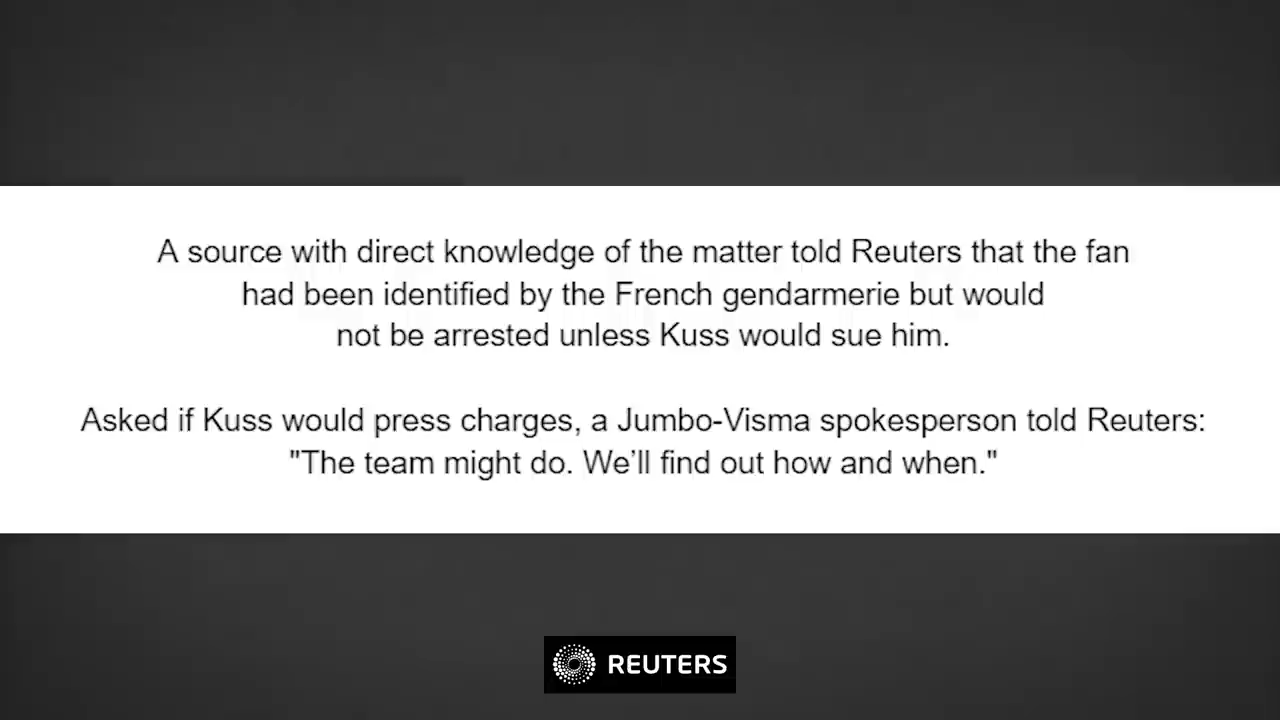 A source with direct knowledge of the matter told Reuters that the fan
had been identified by the French gendarmerie but would
not be arrested unless Kuss would sue him.
Asked if Kuss would press charges, a Jumbo-Visma spokesperson told Reuters:
"The team might do. We’ll find out how and when."
REUTERS